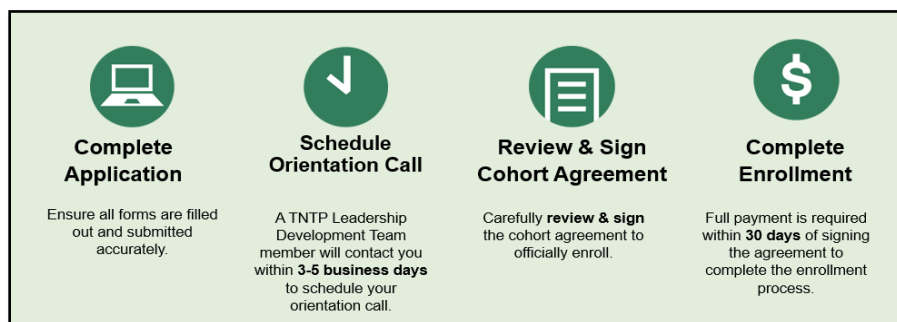 Complete
Application
Ensure all forms are filled
out and submitted
accurately.
Schedule
Orientation Call
A TNTP Leadership
Development Team
member will contact you
within 3-5 business days
to schedule your
orientation call.
Review & Sign
Cohort Agreement
Carefully review & sign
the cohort agreement to
officially enroll.
$
Complete
Enrollment
Full payment is required
within 30 days of signing
the agreement to
complete the enrollment
process.